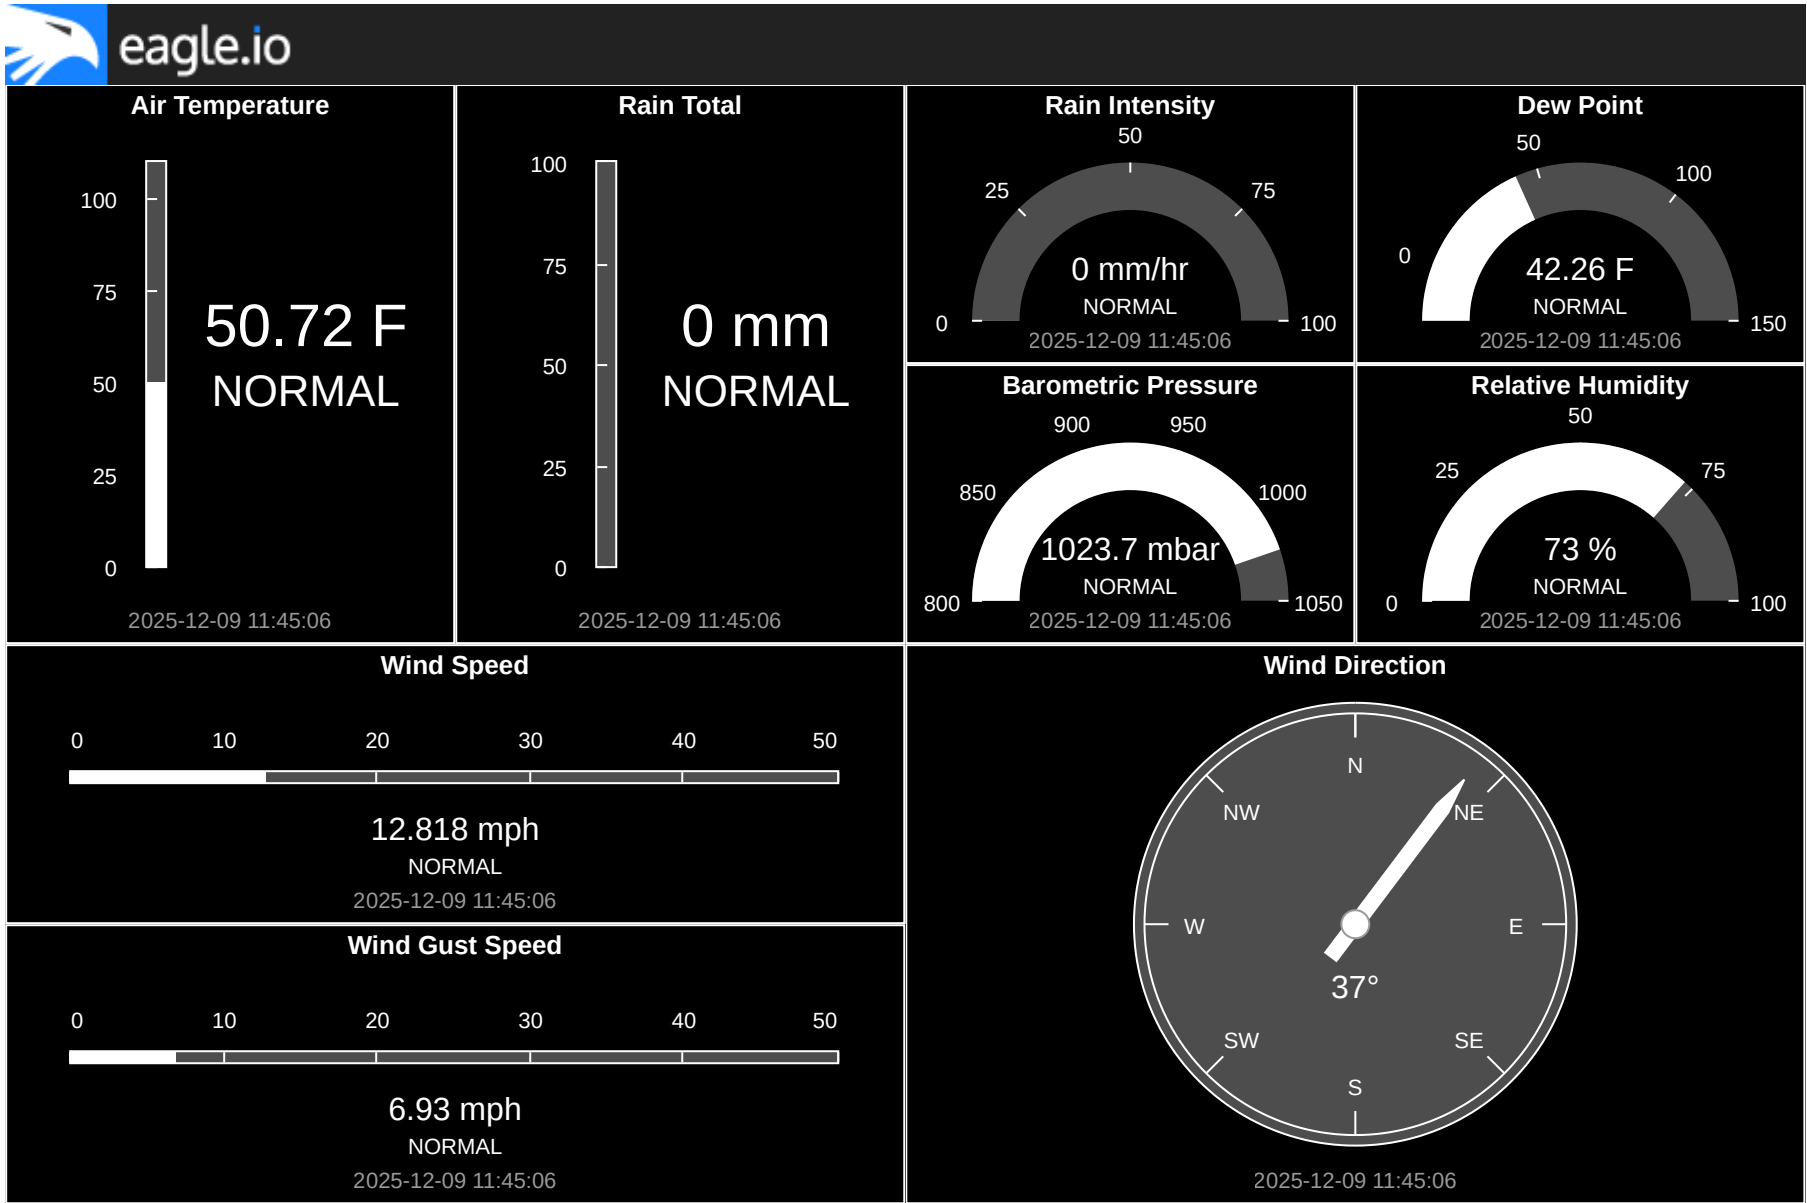 eagle.io
Air Temperature
100
75
50
25
0
50.72 F
NORMAL
2025-12-09 11:45:06
Rain Total
100
75
50
25
0
0 mm
NORMAL
2025-12-09 11:45:06
Rain Intensity
50
25
75
0
100
0 mm/hr
NORMAL
2025-12-09 11:45:06
Dew Point
50
100
0
150
42.26 F
NORMAL
2025-12-09 11:45:06
Barometric Pressure
900
950
850
1000
800
1050
1023.7 mbar
NORMAL
2025-12-09 11:45:06
Relative Humidity
50
25
75
0
100
73 %
NORMAL
2025-12-09 11:45:06
Wind Speed
0 10 20 30 40 50
12.818 mph
NORMAL
2025-12-09 11:45:06
Wind Gust Speed
0 10 20 30 40 50
6.93 mph
NORMAL
2025-12-09 11:45:06
Wind Direction
N
NW
NE
W
E
37°
SW
SE
S
2025-12-09 11:45:06